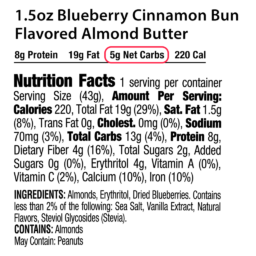 1.5oz Blueberry Cinnamon Bun
Flavored Almond Butter
8g Protein 19g Fat 5g Net Carbs 220 Cal
Nutrition Facts 1 serving per container
Serving Size (43g), Amount Per Serving:
Calories 220, Total Fat 19g (29%), Sat. Fat 1.5g
(8%), Trans Fat 0g, Cholest. 0mg (0%), Sodium
70mg (3%), Total Carbs 13g (4%), Protein 8g,
Dietary Fiber 4g (16%), Total Sugars 2g, Added
Sugars 0g (0%), Erythritol 4g, Vitamin A (0%),
Vitamin C (2%), Calcium (10%), Iron (10%)
INGREDIENTS: Almonds, Erythritol, Dried Blueberries. Contains
less than 2% of the following: Sea Salt, Vanilla Extract, Natural
Flavors, Steviol Glycosides (Stevia).
CONTAINS: Almonds
May Contain: Peanuts